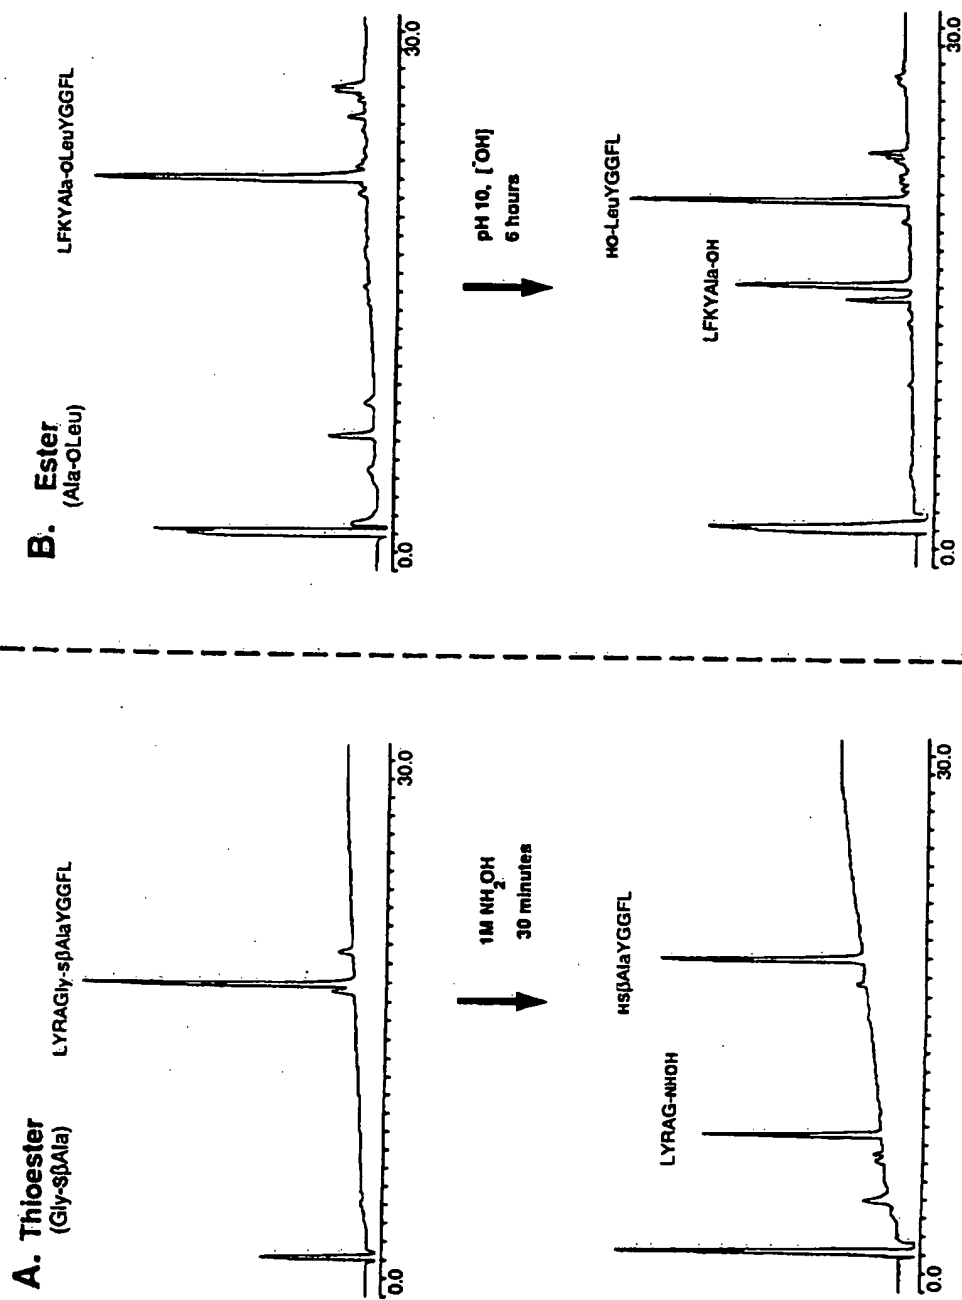 A. Thioester
(Gly-sβAla)
LYRAGly-sβAlaYGGFL
0.0
30.0
1M NH2OH
30 minutes
LYRAG-NHOH
HSβAlaYGGFL
0.0
30.0
B. Ester
(Ala-OLeu)
LFKYAla-OLeuYGGFL
0.0
30.0
pH 10, [-OH]
6 hours
LFKYAla-OH
HO-LeuYGGFL
0.0
30.0